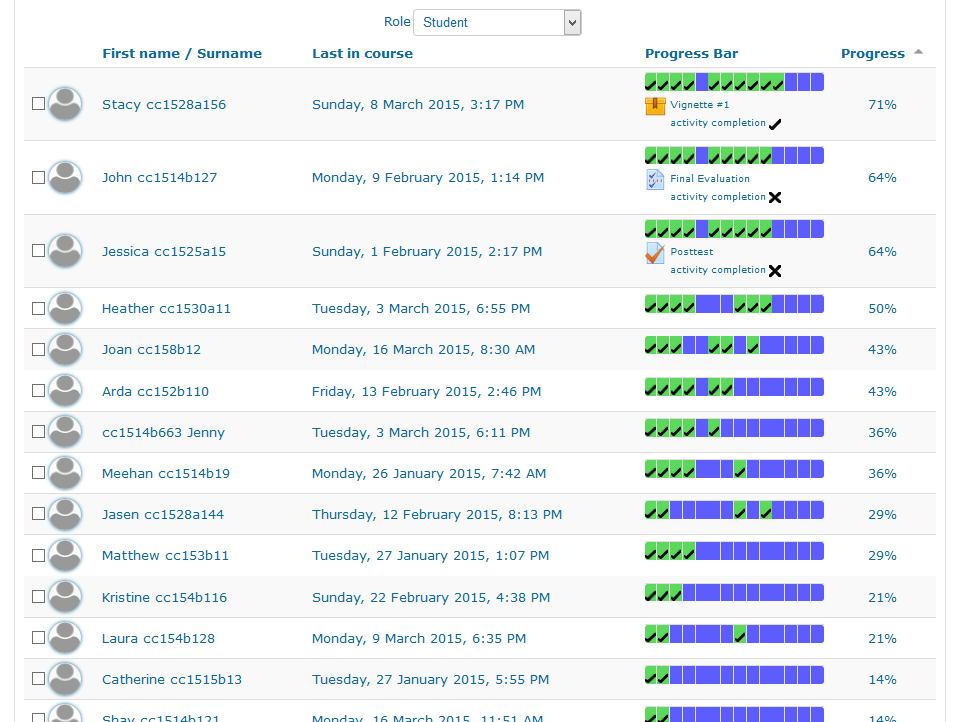 Role Student
First name / Surname Last in course Progress Bar Progress
Stacy cc1528a156 Sunday, 8 March 2015, 3:17 PM 71%
Vignette #1
activity completion
John cc1514b127 Monday, 9 February 2015, 1:14 PM 64%
Final Evaluation
activity completion
Jessica cc1525a15 Sunday, 1 February 2015, 2:17 PM 64%
Posttest
activity completion
Heather cc1530a11 Tuesday, 3 March 2015, 6:55 PM 50%
Joan cc158b12 Monday, 16 March 2015, 8:30 AM 43%
Arda cc152b110 Friday, 13 February 2015, 2:46 PM 43%
cc1514b663 Jenny Tuesday, 3 March 2015, 6:11 PM 36%
Meehan cc1514b19 Monday, 26 January 2015, 7:42 AM 36%
Jasen cc1528a144 Thursday, 12 February 2015, 8:13 PM 29%
Matthew cc153b11 Tuesday, 27 January 2015, 1:07 PM 29%
Kristine cc154b116 Sunday, 22 February 2015, 4:38 PM 21%
Laura cc154b128 Monday, 9 March 2015, 6:35 PM 21%
Catherine cc1515b13 Tuesday, 27 January 2015, 5:55 PM 14%
Shay cc1514b121 Monday, 16 March 2015, 11:51 AM 14%